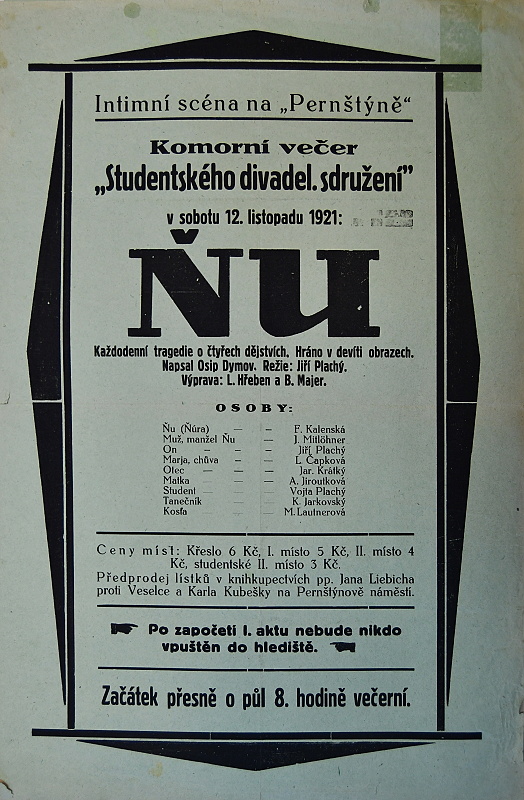 Intimní scéna na „Pernštýně“
Komorní večer
„Studentského divadel. sdružení”
v sobotu 12. listopadu 1921:
Ňu
Každodenní tragedie o čtyřech dějstvích. Hráno v devíti obrazech.
Napsal Osip Dymov. Režie: Jiří Plachý.
Výprava: L. Hřeben a B. Majer.
OSOBY:
Ňu (Ňúra) — — F. Kalenská
Muž, manžel Ňu — J. Mitlöhner
On — — Jiří Plachý
Marja, chůva — — L. Čapková
Otec — — — Jar. Krátký
Matka — — A. Jiroutková
Student — — Vojta Plachý
Tanečník — K. Jarkovský
Kosťa — — M. Lautnerová
Ceny míst: Křeslo 6 Kč, I. místo 5 Kč, II. místo 4
Kč, studentské II. místo 3 Kč.
Předprodej lístků v knihkupectvích pp. Jana Liebicha
proti Veselce a Karla Kubešky na Pernštýnově náměstí.
Po započetí I. aktu nebude nikdo
vpuštěn do hlediště.
Začátek přesně o půl 8. hodině večerní.